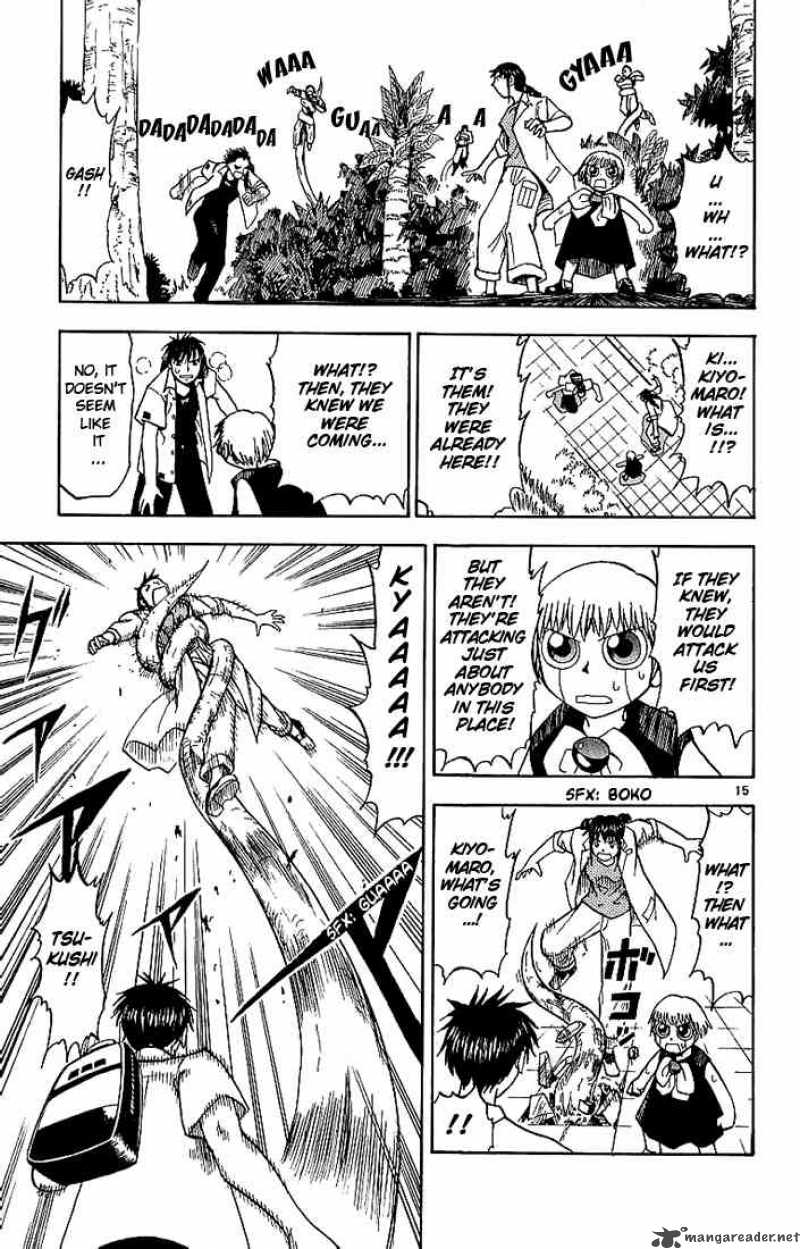 U
...
WH
...
WHAT!?
GYAAA
A
A
GUAA
WAAA
DADADADADADA
GASH
!!
KI...
KIYO-
MARO!
WHAT
IS...
!!?
IT'S
THEM!
THEY
WERE
ALREADY
HERE!!
WHAT!?
THEN, THEY
KNEW WE
WERE
COMING...
NO, IT
DOESN'T
SEEM
LIKE
IT
...
IF THEY
KNEW,
THEY
WOULD
ATTACK
US
FIRST!
BUT
THEY
AREN'T!
THEY'RE
ATTACKING
JUST
ABOUT
ANYBODY
IN THIS
PLACE!
15
SFX: BOKO
WHAT
!?
THEN
WHAT
...
KIYO-
MARO,
WHAT'S
GOING
...!
ボコ
!!
KYAAAAAA!!!
SFX: GUAAAA
TSU-
KUSHI
!!
mangareader.net